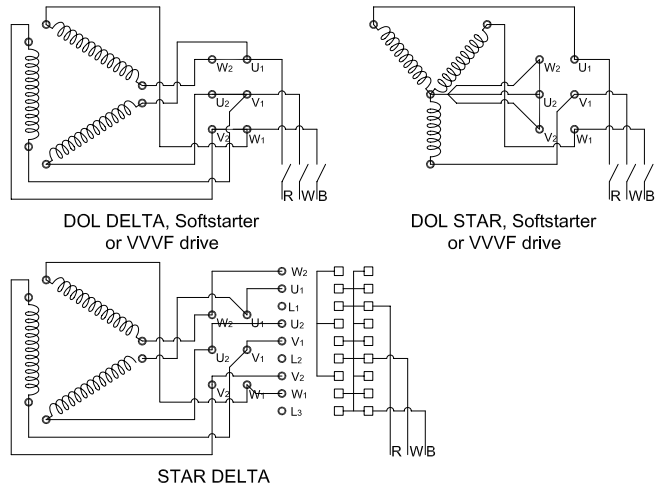 W2 U1
U2 V1
V2 W1
R W B
DOL DELTA, Softstarter
or VVVF drive
W2 U1
U2 V1
V2 W1
R W B
DOL STAR, Softstarter
or VVVF drive
W2
U1
L1
U2
V1
L2
V2
W1
L3
W2 U1
U2 V1
V2 W1
R W B
STAR DELTA